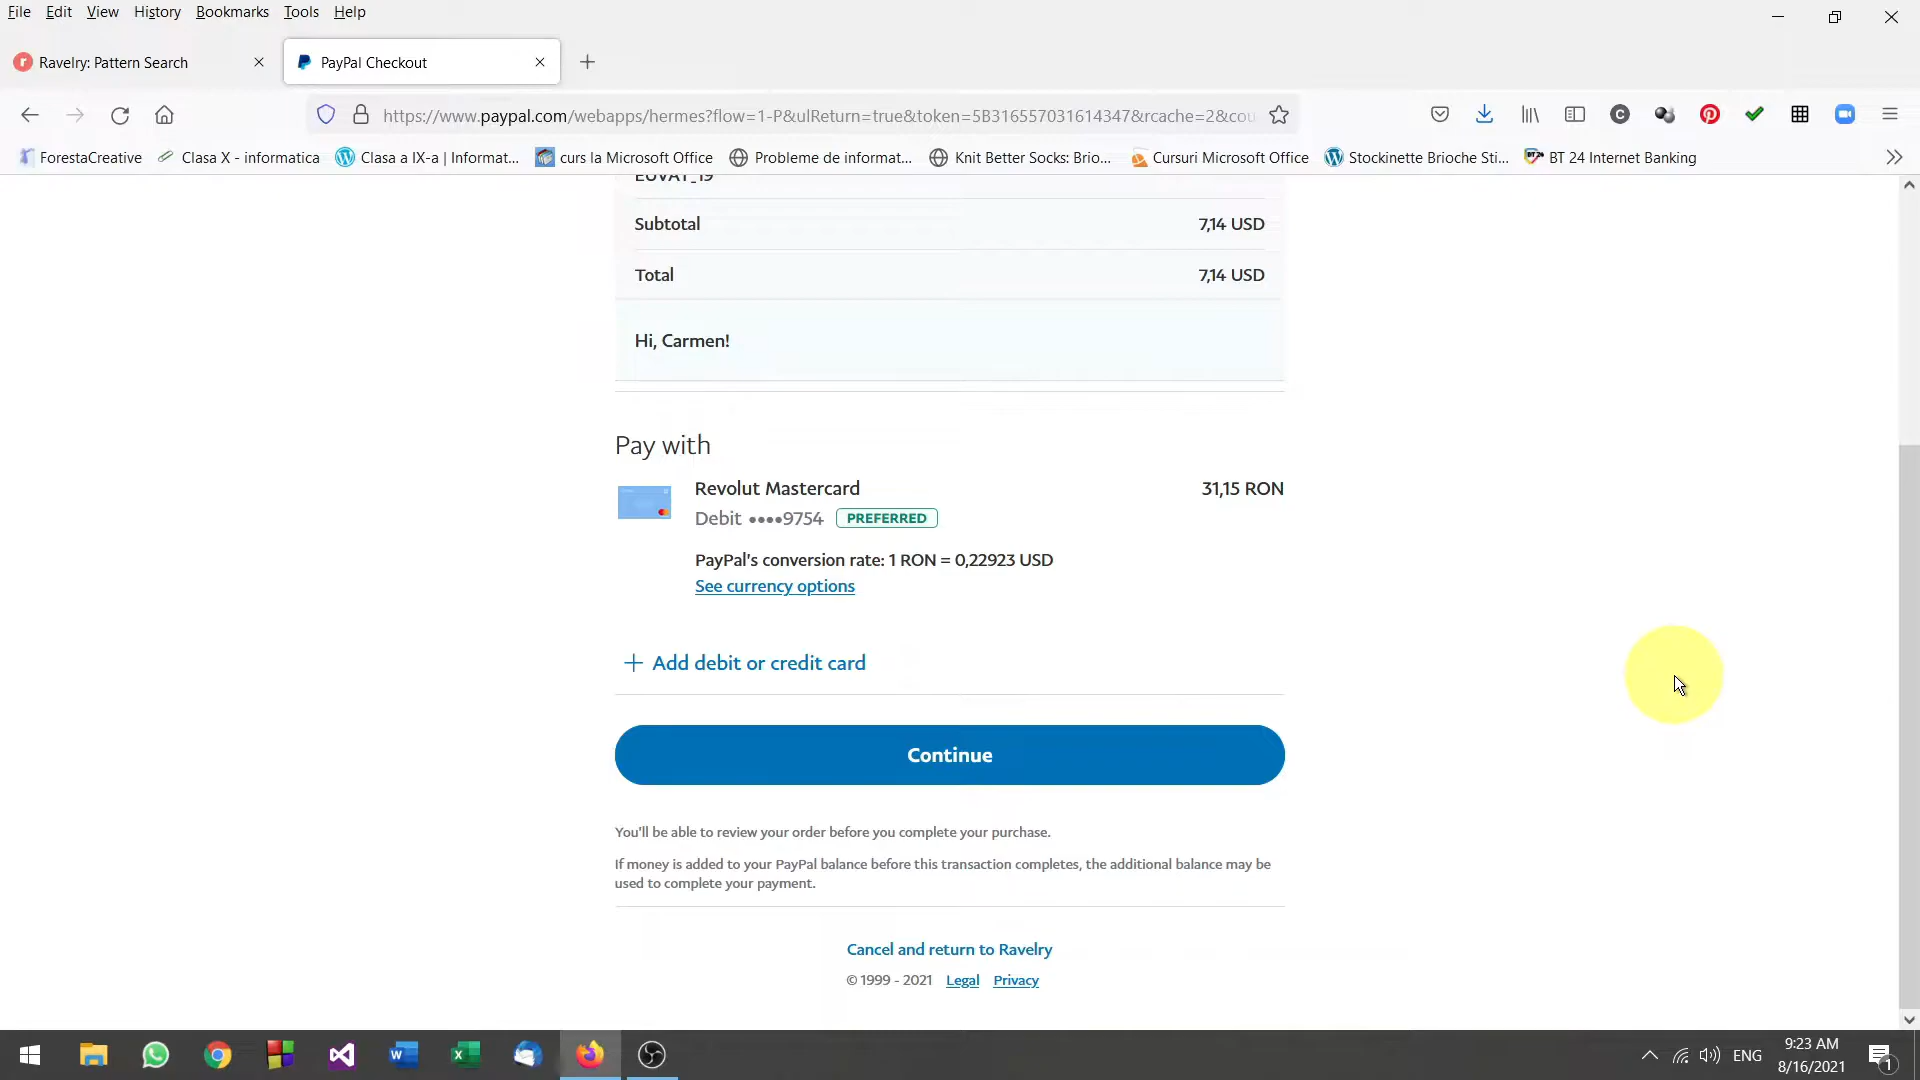 File Edit View History Bookmarks Tools Help
Ravelry: Pattern Search
PayPal Checkout
https://www.paypal.com/webapps/hermes?flow=1-P&ulReturn=true&token=5B316557031614347&rcache=2&cou
ForestaCreative
Clasa X - informatica
Clasa a IX-a | Informat...
curs la Microsoft Office
Probleme de informat...
Knit Better Socks: Brio...
Cursuri Microsoft Office
Stockinette Brioche Sti...
BT 24 Internet Banking
EUVAT_19
Subtotal 7,14 USD
Total 7,14 USD
Hi, Carmen!
Pay with
Revolut Mastercard 31,15 RON
Debit ••••9754 PREFERRED
PayPal's conversion rate: 1 RON = 0,22923 USD
See currency options
+ Add debit or credit card
Continue
You'll be able to review your order before you complete your purchase.
If money is added to your PayPal balance before this transaction completes, the additional balance may be
used to complete your payment.
Cancel and return to Ravelry
© 1999 - 2021 Legal Privacy
ENG
9:23 AM
8/16/2021
1